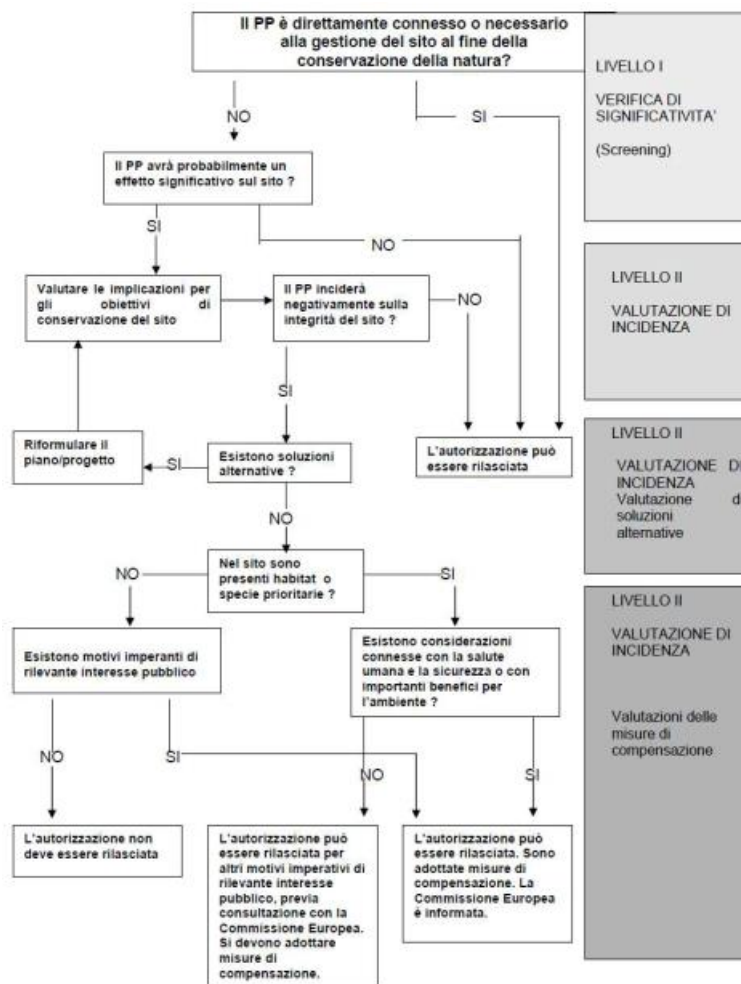 Il PP è direttamente connesso o necessario
alla gestione del sito al fine della
conservazione della natura?
NO
SI
Il PP avrà probabilmente un
effetto significativo sul sito ?
SI
NO
Valutare le implicazioni per
gli obiettivi di
conservazione del sito
Il PP inciderà
negativamente sulla
integrità del sito ?
NO
SI
Riformulare il
piano/progetto
SI
Esistono soluzioni
alternative ?
L'autorizzazione può
essere rilasciata
NO
Nel sito sono
presenti habitat o
specie prioritarie ?
NO
SI
Esistono motivi imperanti di
rilevante interesse pubblico
Esistono considerazioni
connesse con la salute
umana e la sicurezza o con
importanti benefici per
l'ambiente ?
NO
SI
NO
SI
L'autorizzazione non
deve essere rilasciata
L'autorizzazione può
essere rilasciata per
altri motivi imperativi di
rilevante interesse
pubblico, previa
consultazione con la
Commissione Europea.
Si devono adottare
misure di
compensazione.
L'autorizzazione può
essere rilasciata. Sono
adottate misure di
compensazione. La
Commissione Europea
è informata.
LIVELLO I
VERIFICA DI
SIGNIFICATIVITA'
(Screening)
LIVELLO II
VALUTAZIONE DI
INCIDENZA
LIVELLO II
VALUTAZIONE DI
INCIDENZA
Valutazione d
soluzioni
alternative
LIVELLO II
VALUTAZIONE DI
INCIDENZA
Valutazioni delle
misure di
compensazione